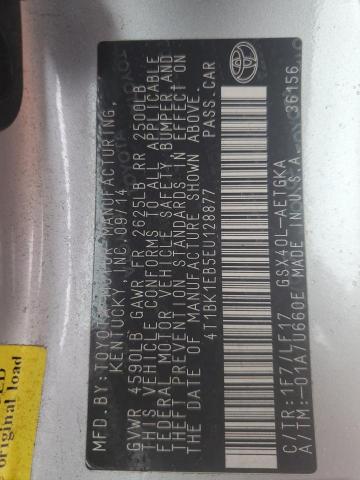 MFD.BY:TOYOTA MOTOR MANUFACTURING,
KENTUCKY, INC.09/14
GVWR 4590LB GAWR FR 2625LB RR 2500LB
THIS VEHICLE CONFORMS TO ALL APPLICABLE
FEDERAL MOTOR VEHICLE SAFETY, BUMPER AND
THEFT PREVENTION STANDARDS IN EFFECT ON
THE DATE OF MANUFACTURE SHOWN ABOVE.
4T1BK1EB5EU128877 PASS.CAR
C/TR:1F7/LF17 GSX40L-AETGKA
A/TM:-01A/U660E MADE IN U.S.A. 36156
original load